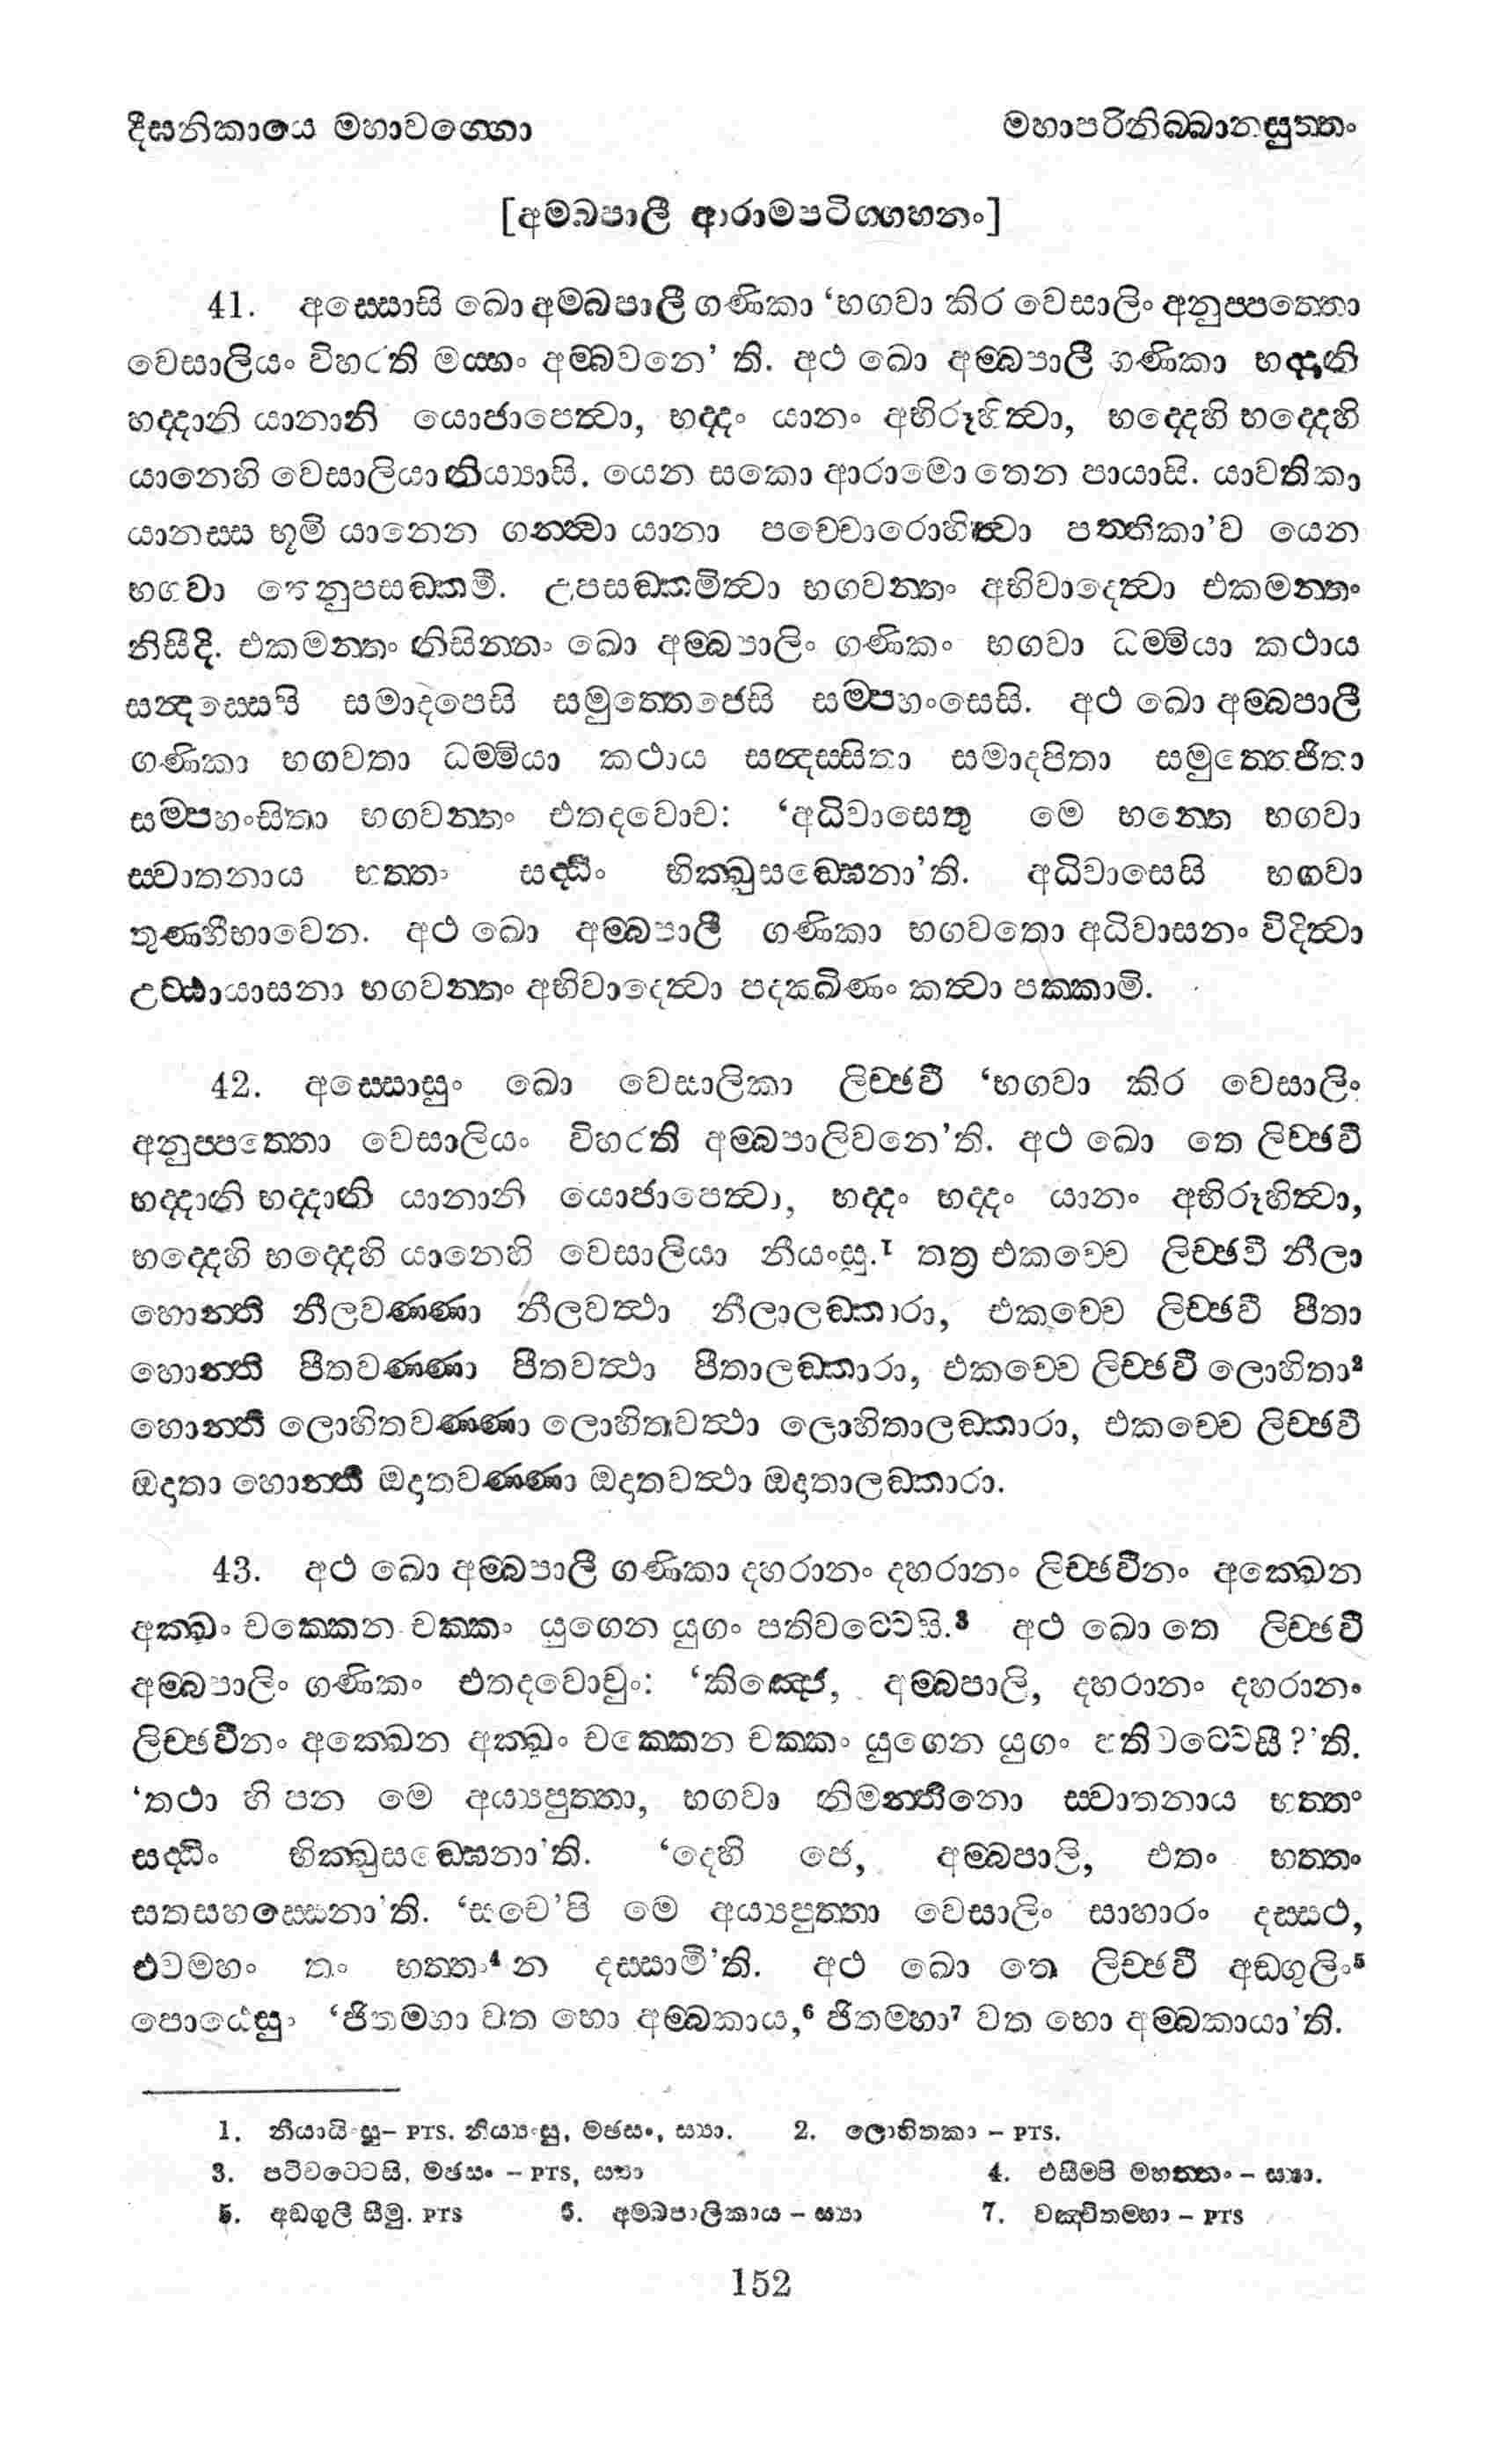 දීඝනිකායෙ මහාවග්ගො මහාපරිනිබ්බානසුත්තං
[අම්බපාලී ආරාමපටිග්ගහනං]
41. අස්සොසි ඛො අම්බපාලී ගණිකා ‘භගවා කිර වෙසාලිං අනුප්පත්තො
වෙසාලියං විහරති මය්හං අම්බවනෙ’ ති. අථ ඛො අම්බපාලී ගණිකා භද්දානි
හද්දානි යානානි යොජාපෙත්වා, භද්දං යානං අභිරූහිත්වා, භද්දෙහි භද්දෙහි
යානෙහි වෙසාලියා නිය්‍යාසි. යෙන සකො ආරාමො තෙන පායාසි. යාවතිකා
යානස්ස භූමි යානෙන ගන්ත්වා යානා පච්චොරොහිත්වා පත්තිකා’ව යෙන
භගවා තෙනුපසඞ්කමි. උපසඞ්කමිත්වා භගවන්තං අභිවාදෙත්වා එකමන්තං
නිසීදි. එකමන්තං නිසින්නං ඛො අම්බපාලිං ගණිකං භගවා ධම්මියා කථාය
සන්දස්සෙසි සමාදපෙසි සමුත්තෙජෙසි සම්පහංසෙසි. අථ ඛො අම්බපාලී
ගණිකා භගවතා ධම්මියා කථාය සන්දස්සිතා සමාදපිතා සමුත්තෙජිතා
සම්පහංසිතා භගවන්තං එතදවොච: ‘අධිවාසෙතු මෙ භන්තෙ භගවා
ස්වාතනාය භත්තං සද්ධිං භික්ඛුසඞ්ඝෙනා’ති. අධිවාසෙසි භගවා
තුණ්හීභාවෙන. අථ ඛො අම්බපාලී ගණිකා භගවතො අධිවාසනං විදිත්වා
උට්ඨායාසනා භගවන්තං අභිවාදෙත්වා පදක්ඛිණං කත්වා පක්කාමි.
42. අස්සොසුං ඛො වෙසාලිකා ලිච්ඡවී ‘භගවා කිර වෙසාලිං
අනුප්පත්තො වෙසාලියං විහරති අම්බපාලිවනෙ’ති. අථ ඛො තෙ ලිච්ඡවී
භද්දානි භද්දානි යානානි යොජාපෙත්වා, භද්දං භද්දං යානං අභිරූහිත්වා,
භද්දෙහි භද්දෙහි යානෙහි වෙසාලියා නීයංසු.1 තත්‍ර එකච්චෙ ලිච්ඡවී නීලා
හොන්ති නීලවණ්ණා නීලවත්ථා නීලාලඞ්කාරා, එකච්චෙ ලිච්ඡවී පීතා
හොන්ති පීතවණ්ණා පීතවත්ථා පීතාලඞ්කාරා, එකච්චෙ ලිච්ඡවී ලොහිතා2
හොන්ති ලොහිතවණ්ණා ලොහිතවත්ථා ලොහිතාලඞ්කාරා, එකච්චෙ ලිච්ඡවී
ඔදාතා හොන්ති ඔදාතවණ්ණා ඔදාතවත්ථා ඔදාතාලඞ්කාරා.
43. අථ ඛො අම්බපාලී ගණිකා දහරානං දහරානං ලිච්ඡවීනං අක්ඛෙන
අක්ඛං චක්කෙන චක්කං යුගෙන යුගං පතිවට්ටෙසි.3 අථ ඛො තෙ ලිච්ඡවී
අම්බපාලිං ගණිකං එතදවොචුං: ‘කිඤ්ජෙ, අම්බපාලි, දහරානං දහරානං
ලිච්ඡවීනං අක්ඛෙන අක්ඛං චක්කෙන චක්කං යුගෙන යුගං පතිවට්ටෙසී?’ති.
‘තථා හි පන මෙ අය්‍යපුත්තා, භගවා නිමන්තිතො ස්වාතනාය භත්තං
සද්ධිං භික්ඛුසඞ්ඝෙනා’ති. ‘දෙහි ජෙ, අම්බපාලි, එතං භත්තං
සතසහස්සෙනා’ති. ‘සචෙ’පි මෙ අය්‍යපුත්තා වෙසාලිං සාහාරං දස්සථ,
එවමහං තං භත්තං4 න දස්සාමි’ති. අථ ඛො තෙ ලිච්ඡවී අඞ්ගුලිං5
පොඨෙසුං ‘ජිතම්හා වත භො අම්බකාය,6 ජිතම්හා7 වත භො අම්බකායා’ති.
1. නීයායිංසු– PTS. නිය්‍යංසු, මඡසං, ස්‍යා. 2. ලොහිතකා – PTS.
3. පටිවට්ටෙසි, මඡසං – PTS, ස්‍යා 4. එසීමපි මහත්තං – ස්‍යා.
5. අඞ්ගුලී සීමු. PTS 6. අම්බපාලිකාය – ස්‍යා 7. වඤ්චිතම්හා – PTS
152